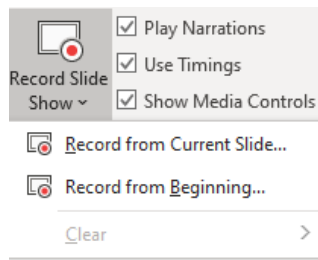 Record Slide
Show
Play Narrations
Use Timings
Show Media Controls
Record from Current Slide...
Record from Beginning...
Clear